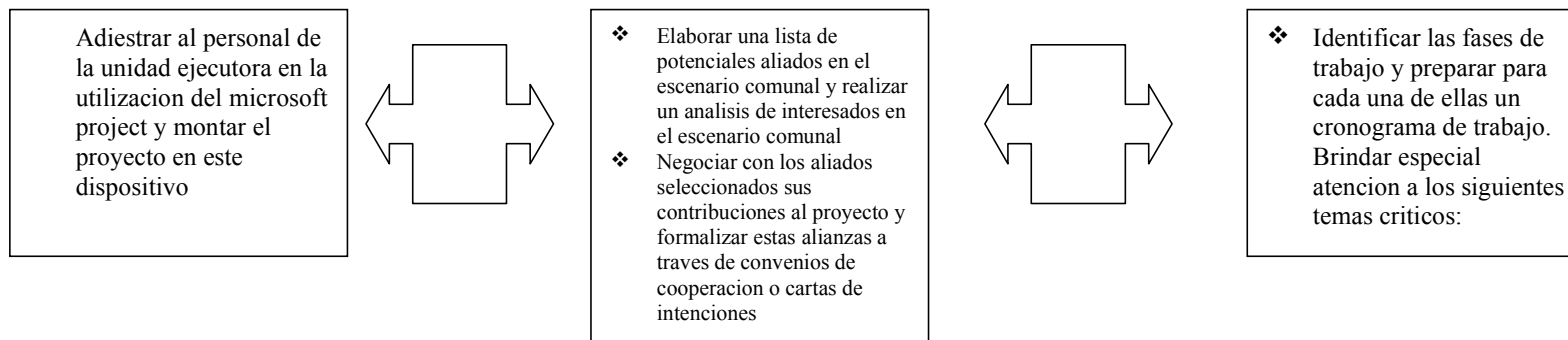 Adiestrar al personal de
la unidad ejecutora en la
utilizacion del microsoft
project y montar el
proyecto en este
dispositivo
❖ Elaborar una lista de
potenciales aliados en el
escenario comunal y realizar
un analisis de interesados en
el escenario comunal
❖ Negociar con los aliados
seleccionados sus
contribuciones al proyecto y
formalizar estas alianzas a
traves de convenios de
cooperacion o cartas de
intenciones
❖ Identificar las fases de
trabajo y preparar para
cada una de ellas un
cronograma de trabajo.
Brindar especial
atencion a los siguientes
temas criticos: